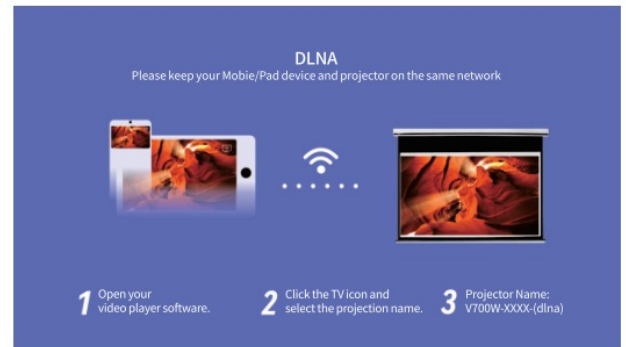 DLNA
Please keep your Mobie/Pad device and projector on the same network
1 Open your
video player software.
2 Click the TV icon and
select the projection name.
3 Projector Name:
V700W-XXXX-(dlna)